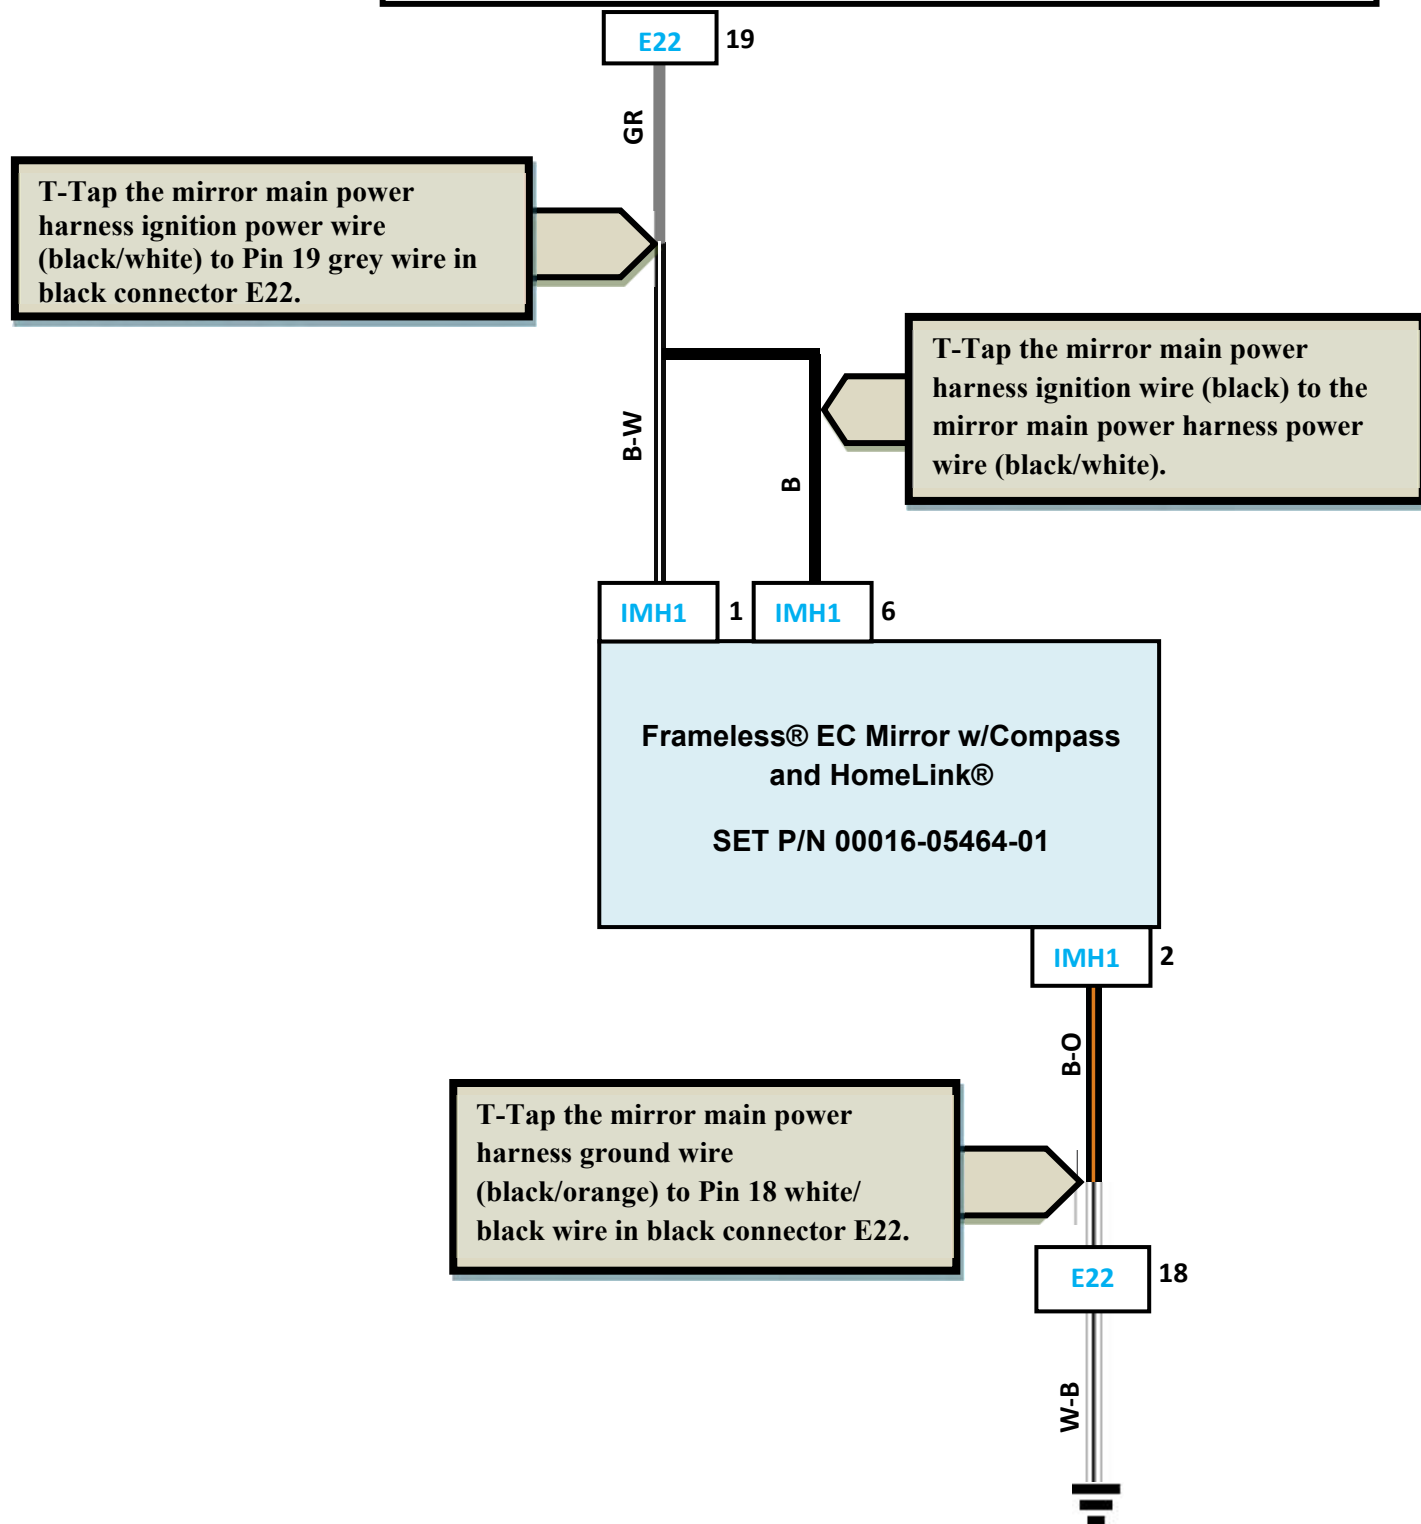 E22 19
GR
T-Tap the mirror main power
harness ignition power wire
(black/white) to Pin 19 grey wire in
black connector E22.
T-Tap the mirror main power
harness ignition wire (black) to the
mirror main power harness power
wire (black/white).
B-W
B
IMH1 1 IMH1 6
Frameless® EC Mirror w/Compass
and HomeLink®
SET P/N 00016-05464-01
IMH1 2
B-O
T-Tap the mirror main power
harness ground wire
(black/orange) to Pin 18 white/
black wire in black connector E22.
E22 18
W-B